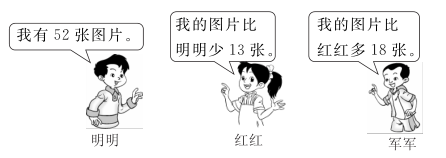 我有 52 张图片。
我的图片比
明明少 13 张。
我的图片比
红红多 18 张。
明明
红红
军军